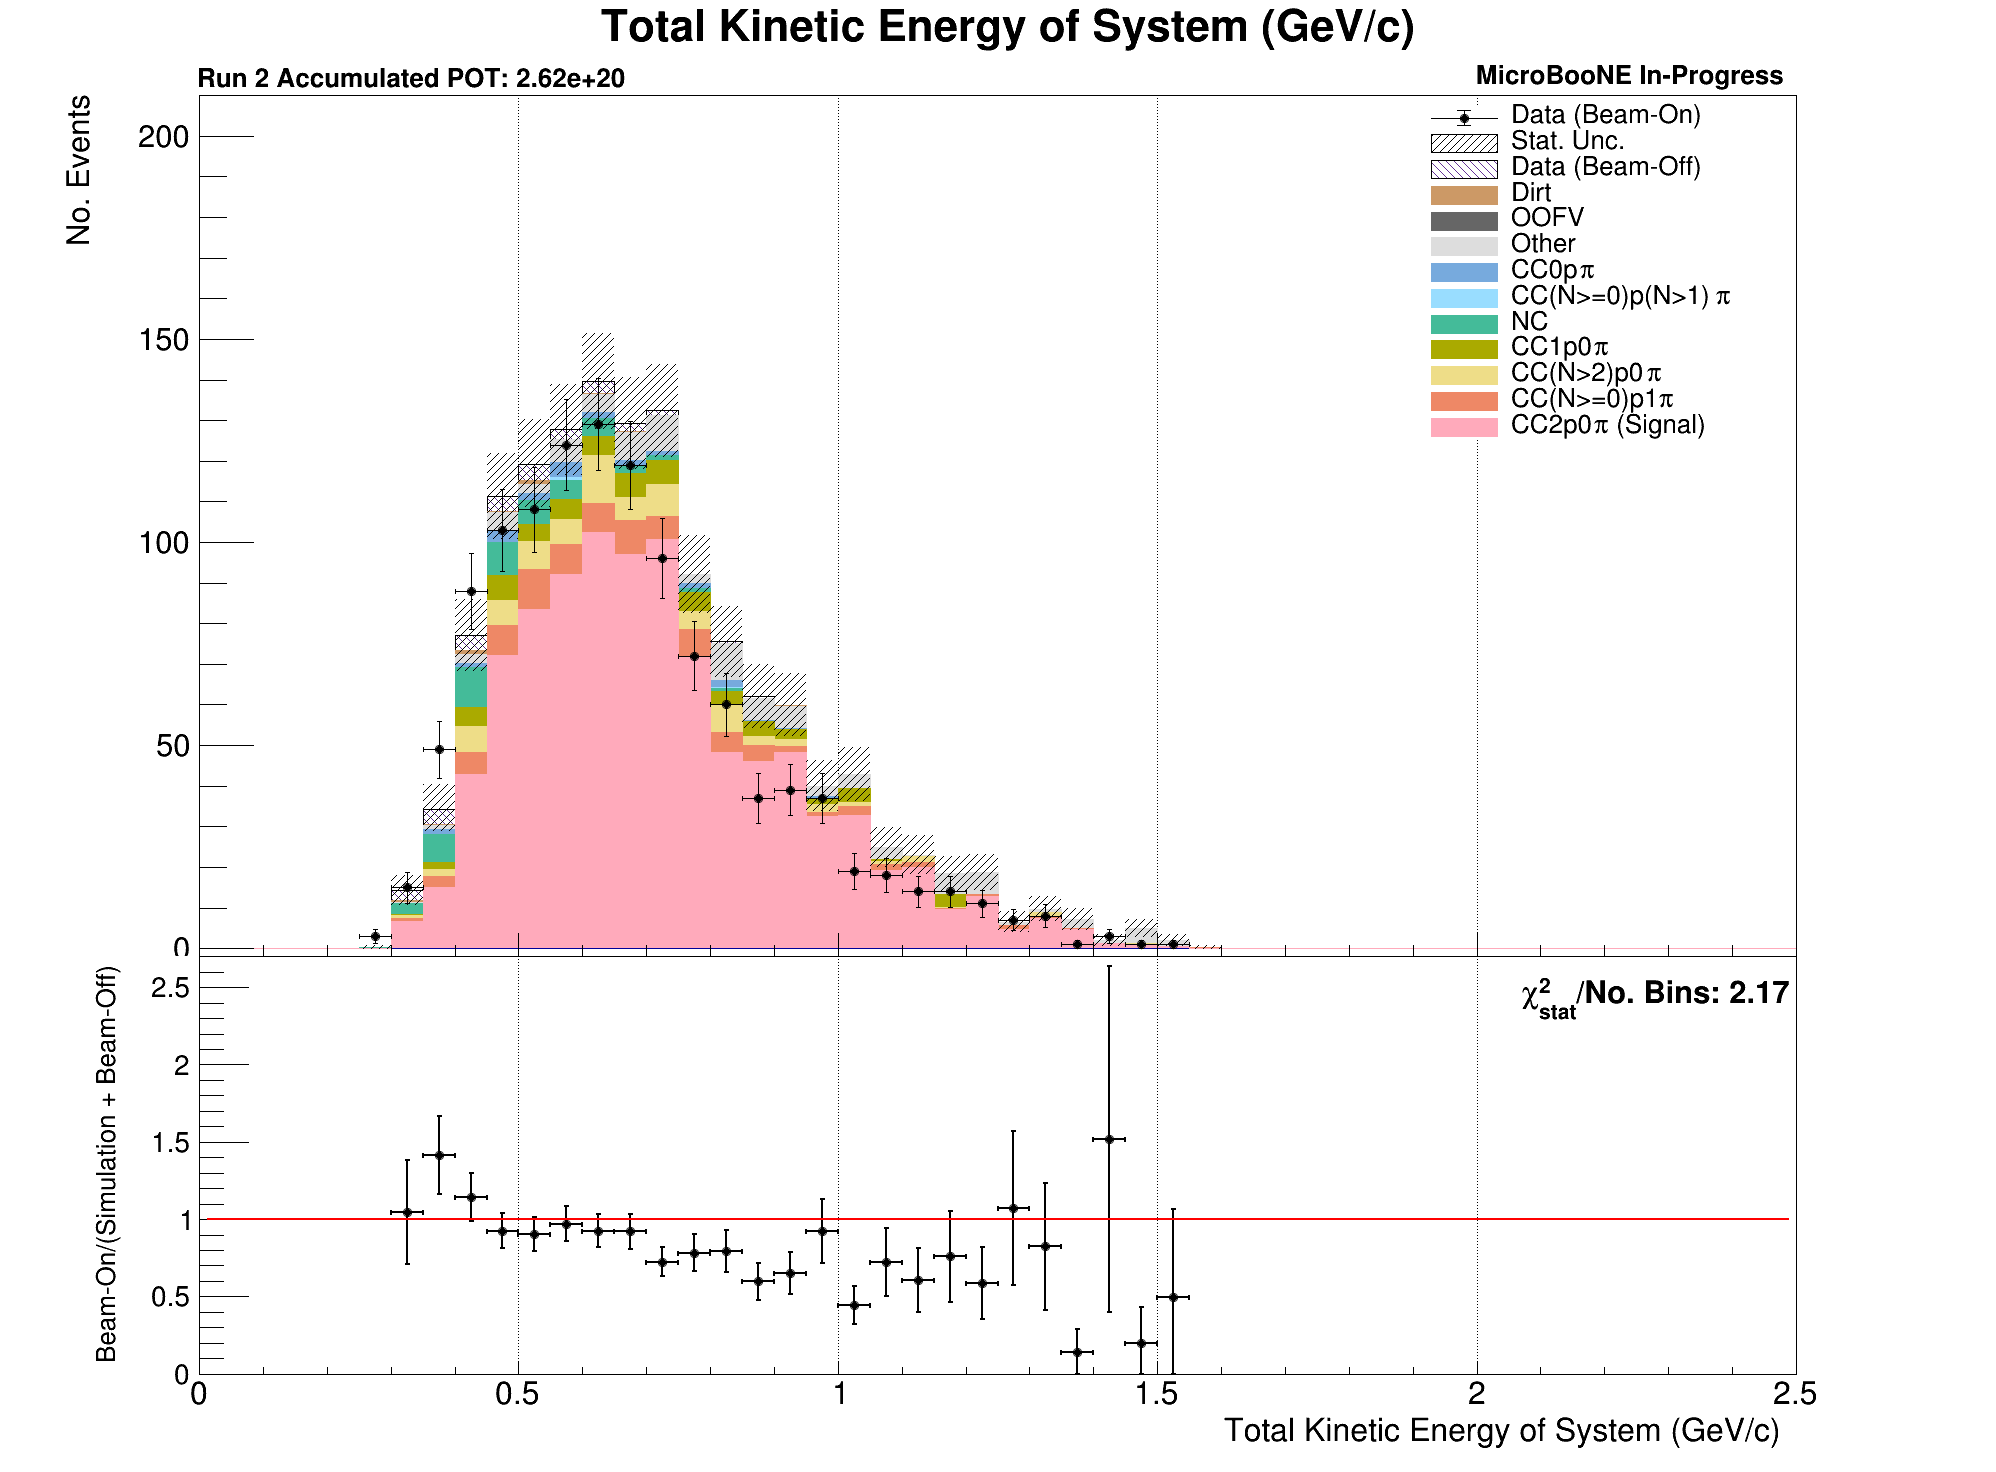 Total Kinetic Energy of System (GeV/c)
Run 2 Accumulated POT: 2.62e+20
MicroBooNE In-Progress
No. Events
200
150
100
50
0
Data (Beam-On)
Stat. Unc.
Data (Beam-Off)
Dirt
OOFV
Other
CC0pπ
CC(N>=0)p(N>1) π
NC
CC1p0π
CC(N>2)p0π
CC(N>=0)p1π
CC2p0π (Signal)
Beam-On/(Simulation + Beam-Off)
2.5
2
1.5
1
0.5
0
χ²stat/No. Bins: 2.17
0 0.5 1 1.5 2 2.5
Total Kinetic Energy of System (GeV/c)